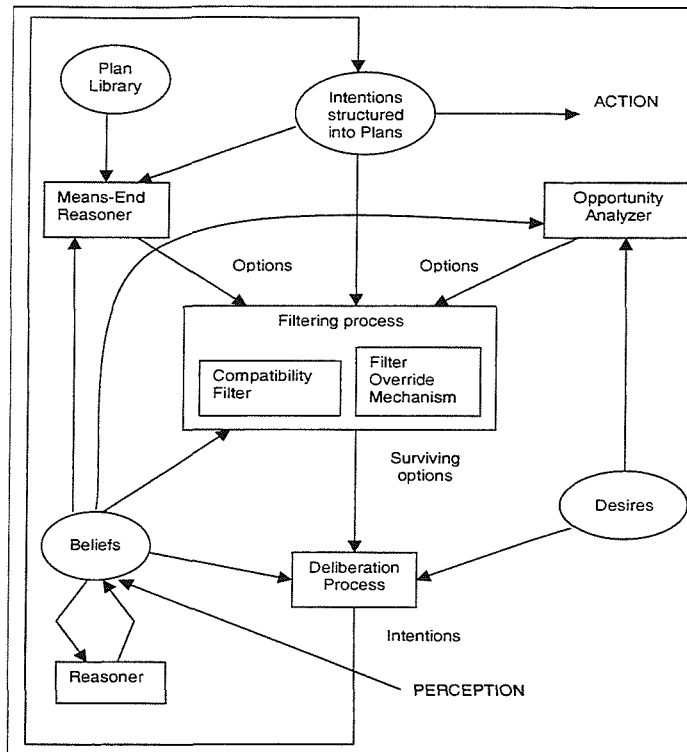 Plan
Library
Intentions
structured
into Plans
ACTION
Means-End
Reasoner
Opportunity
Analyzer
Options
Options
Filtering process
Compatibility
Filter
Filter
Override
Mechanism
Surviving
options
Desires
Beliefs
Deliberation
Process
Intentions
Reasoner
PERCEPTION